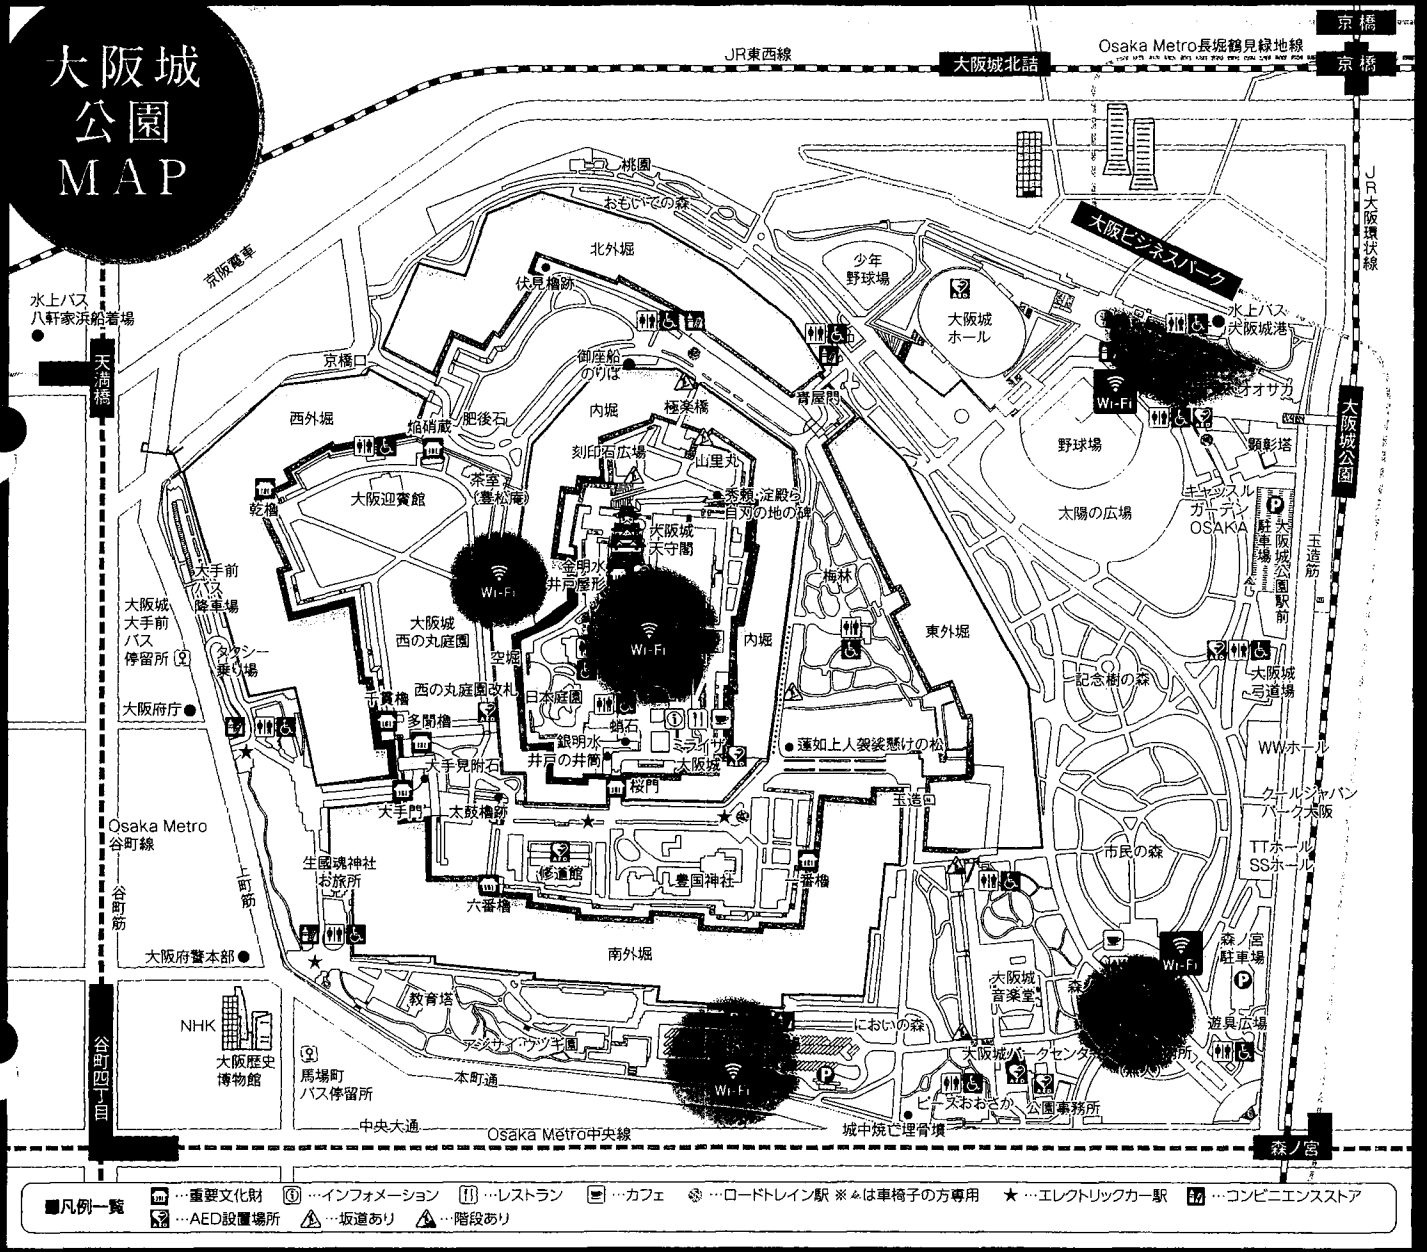 大阪城
公園
MAP
JR東西線
大阪城北詰
Osaka Metro長堀鶴見緑地線
京橋
京橋
JR大阪環状線
京阪電車
水上バス
八軒家浜船着場
天満橋
桃園
おもいでの森
北外堀
伏見櫓跡
少年
野球場
大阪城
ホール
大阪ビジネスパーク
水上バス
大阪城港
京橋口
御座船
のりば
西外堀
焔硝蔵
肥後石
内堀
極楽橋
青屋門
Wi-Fi
オオサカ
大阪城公園
野球場
顕彰塔
刻印石広場
山里丸
乾櫓
大阪迎賓館
茶室
(豊松庵)
秀頼・淀殿ら
自刃の地の碑
キャッスル
ガーデン
OSAKA
太陽の広場
大阪城
天守閣
大阪城公園駅前
駐車場
玉造筋
大手前
バス
降車場
Wi-Fi
金明水
井戸屋形
梅林
大阪城
大手前
バス
停留所
大阪城
西の丸庭園
Wi-Fi
内堀
東外堀
タクシー
乗り場
空堀
記念樹の森
大阪城
弓道場
西の丸庭園改札
日本庭園
大阪府庁
一貫櫓
多聞櫓
蛸石
銀明水
井戸の井筒
ミライザ
大阪城
蓮如上人袈裟懸けの松
WWホール
大手見附石
桜門
玉造口
クールジャパン
パーク大阪
大手門
太鼓櫓跡
Osaka Metro
谷町線
TTホール
SSホール
市民の森
生國魂神社
お旅所
上町筋
谷町筋
修道館
豊国神社
一番櫓
六番櫓
大阪府警本部
南外堀
Wi-Fi
森ノ宮
駐車場
教育塔
大阪城
音楽堂
NHK
大阪歴史
博物館
アジサイ・ウツギ園
においの森
遊具広場
谷町四丁目
馬場町
バス停留所
本町通
Wi-Fi
P
ピースおおさか
公園事務所
中央大通
Osaka Metro中央線
城中焼亡埋骨墳
森ノ宮
■凡例一覧 …重要文化財 …インフォメーション …レストラン …カフェ …ロードトレイン駅 ※は車椅子の方専用 ★…エレクトリックカー駅 …コンビニエンスストア
…AED設置場所 …坂道あり …階段あり